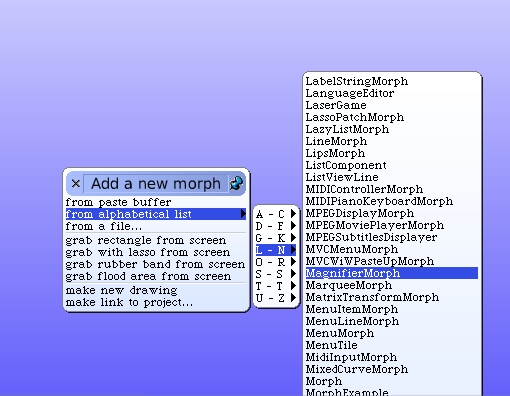 Add a new morph
from paste buffer
from alphabetical list
from a file...
grab rectangle from screen
grab with lasso from screen
grab rubber band from screen
grab flood area from screen
make new drawing
make link to project...
A - C
D - F
G - K
L - N
O - R
S - S
T - T
U - Z
LabelStringMorph
LanguageEditor
LaserGame
LassoPatchMorph
LazyListMorph
LineMorph
LipsMorph
ListComponent
ListViewLine
MIDIControllerMorph
MIDIPianoKeyboardMorph
MPEGDisplayMorph
MPEGMoviePlayerMorph
MPEGSubtitlesDisplayer
MVCMenuMorph
MVCWiWPasteUpMorph
MagnifierMorph
MarqueeMorph
MatrixTransformMorph
MenuItemMorph
MenuLineMorph
MenuMorph
MenuTile
MidiInputMorph
MixedCurveMorph
Morph
MorphExample